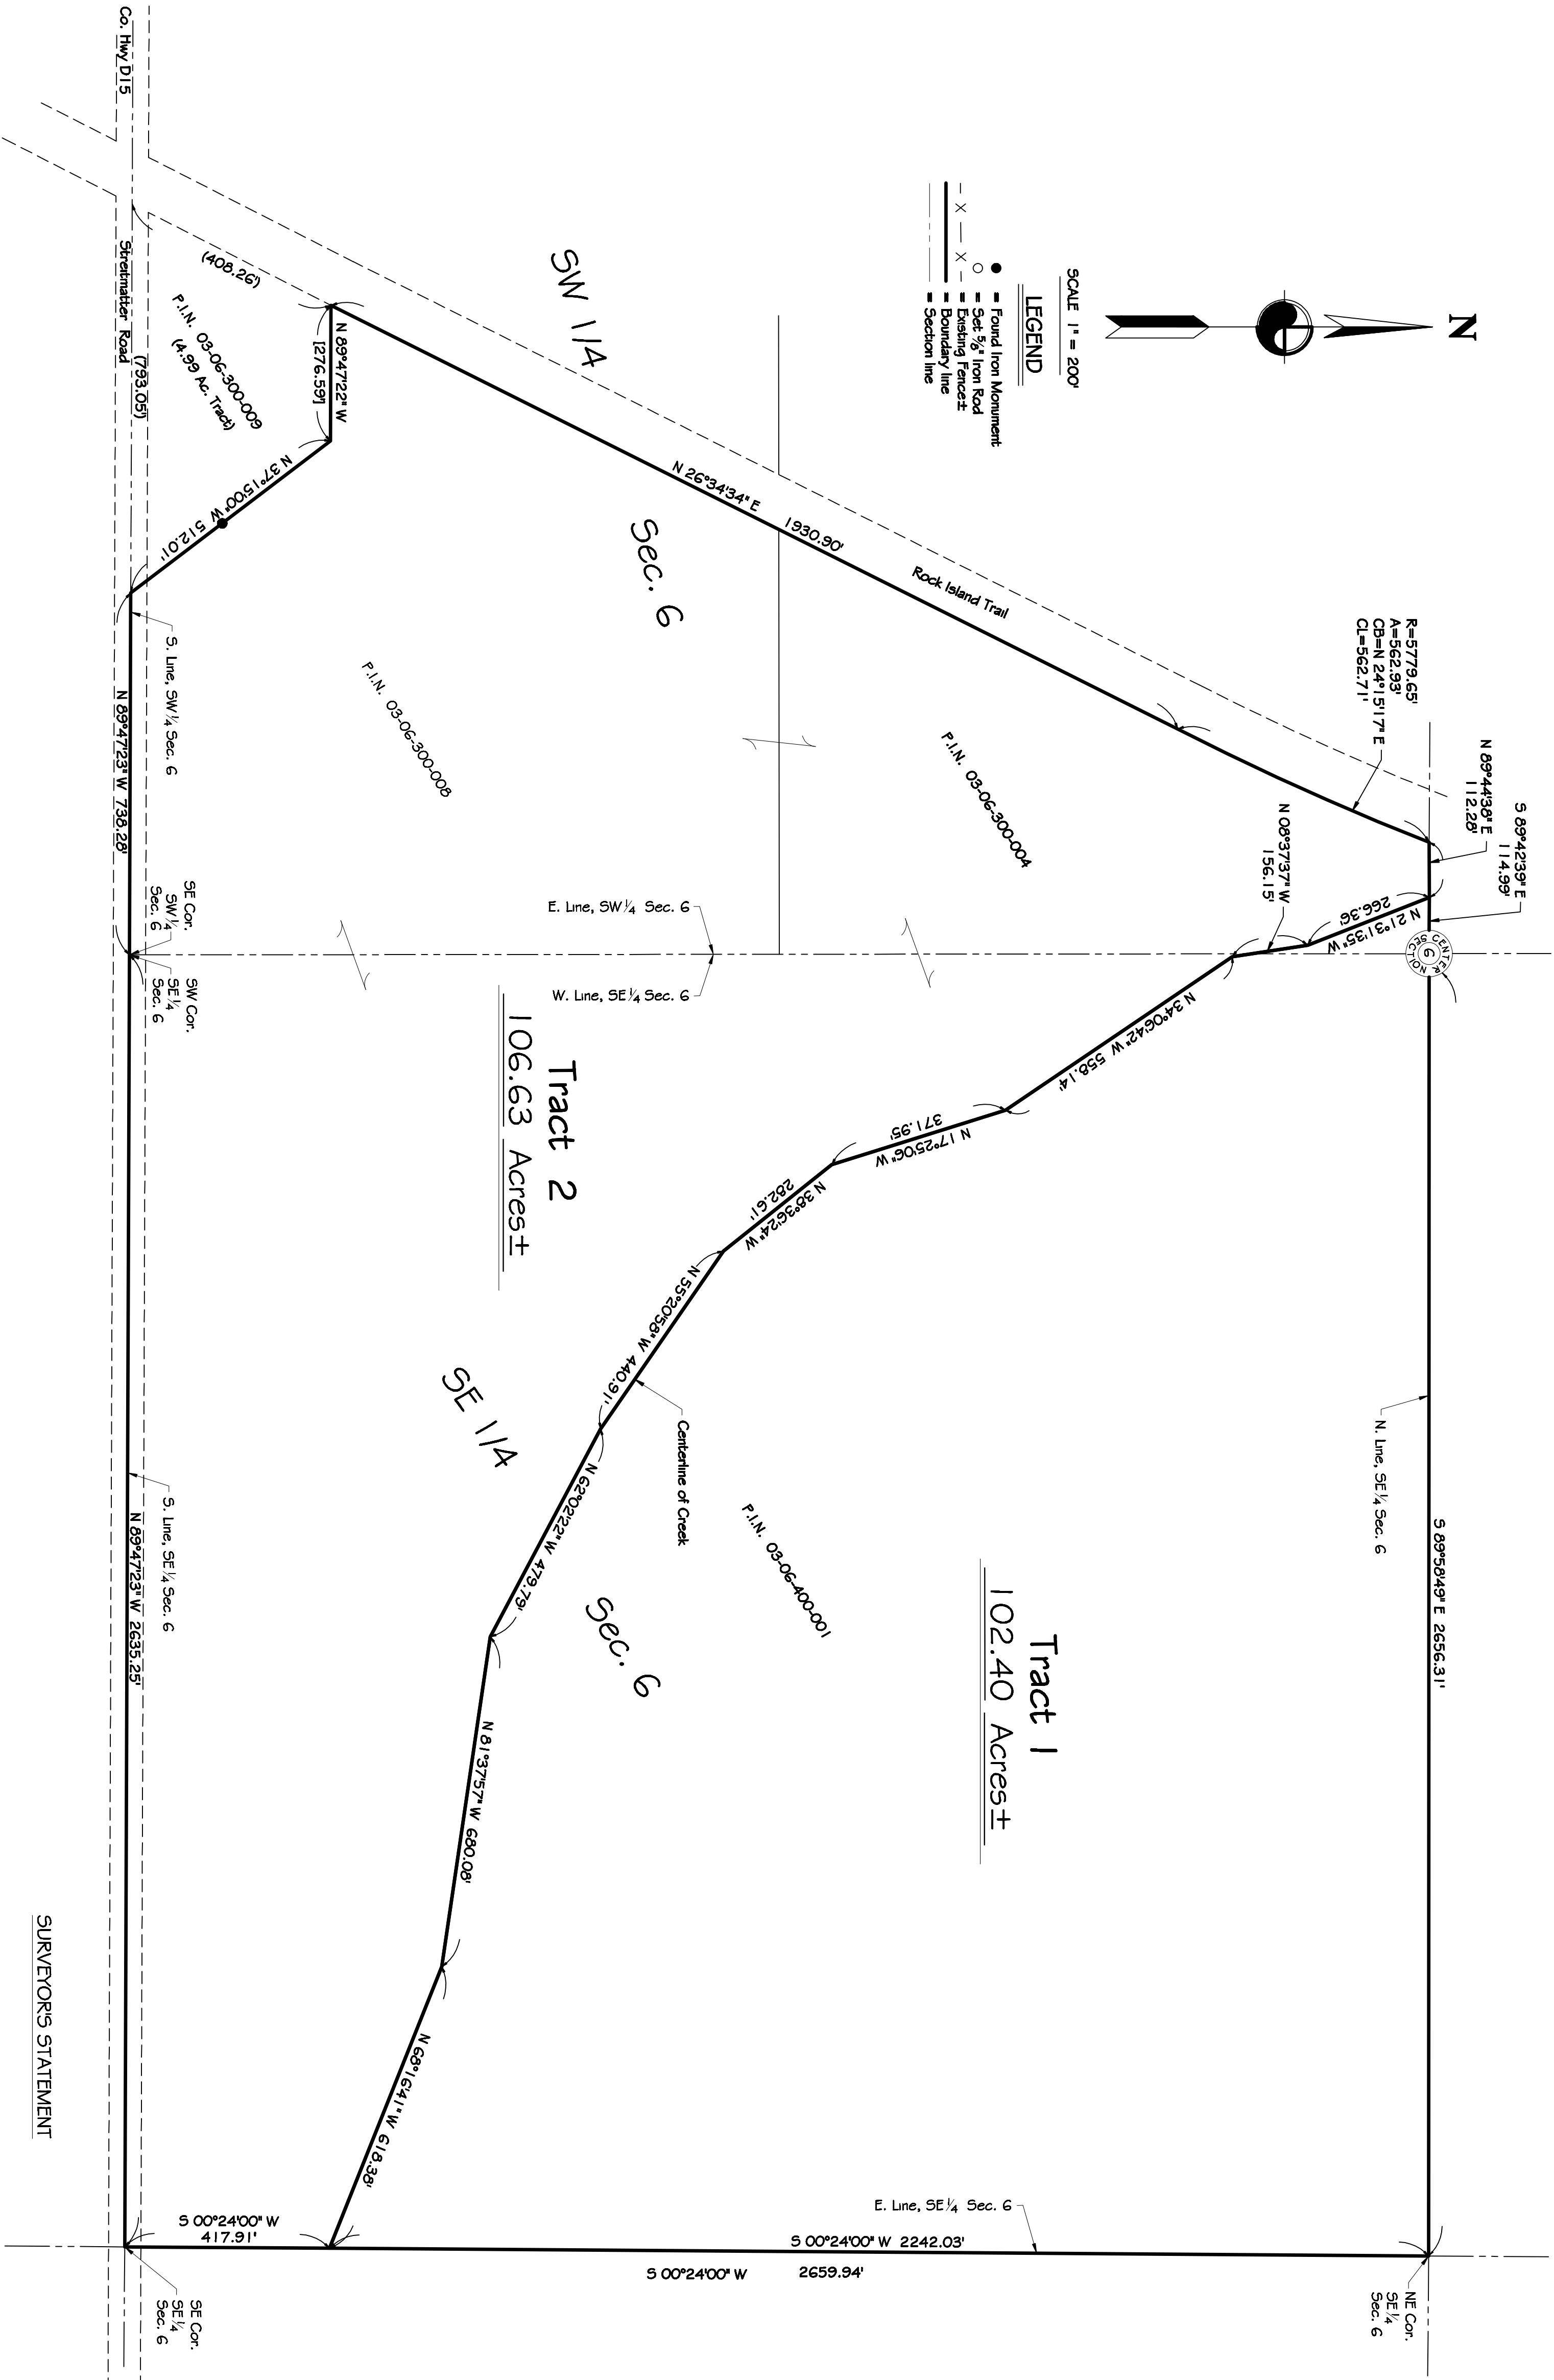 N
SCALE 1" = 200'
LEGEND
● = Found Iron Monument
○ = Set 5/8" Iron Rod
- X — X - = Existing Fence±
= Boundary line
= Section line
S 89°42'39" E
114.99'
N 89°44'38" E
112.28'
R=5779.65'
A=562.93'
CB=N 24°15'17" E
CL=562.71'
N 08°37'37" W
156.15'
266.36'
N 21°31'35" W
CENTER
6
SECTION
S 89°58'49" E 2656.31'
N. Line, SE 1/4 Sec. 6
NE Cor.
SE 1/4
Sec. 6
Rock Island Trail
N 26°34'34" E 1930.90'
P.I.N. 03-06-300-004
SW 1/4
Sec. 6
P.I.N. 03-06-300-008
E. Line, SW 1/4 Sec. 6
W. Line, SE 1/4 Sec. 6
N 34°06'42" W 558.14'
371.95'
N 17°25'06" W
282.61'
N 38°36'24" W
N 55°20'58" W 440.91'
Centerline of Creek
N 62°02'22" W 479.79'
N 81°37'57" W 680.08'
N 68°16'41" W 618.38'
Tract 1
102.40 Acres±
P.I.N. 03-06-400-001
Tract 2
106.63 Acres±
SE 1/4
Sec. 6
E. Line, SE 1/4 Sec. 6
S 00°24'00" W 2242.03'
S 00°24'00" W 2659.94'
S 00°24'00" W
417.91'
(408.26')
N 89°47'22" W
[276.59']
P.I.N. 03-06-300-009
(4.99 Ac. Tract)
N 37°15'00" W 512.01'
(793.05')
Co. Hwy D15
Streitmatter Road
S. Line, SW 1/4 Sec. 6
N 89°47'23" W 738.28'
SE Cor.
SW 1/4
Sec. 6
SW Cor.
SE 1/4
Sec. 6
S. Line, SE 1/4 Sec. 6
N 89°47'23" W 2635.25'
SE Cor.
SE 1/4
Sec. 6
SURVEYOR'S STATEMENT